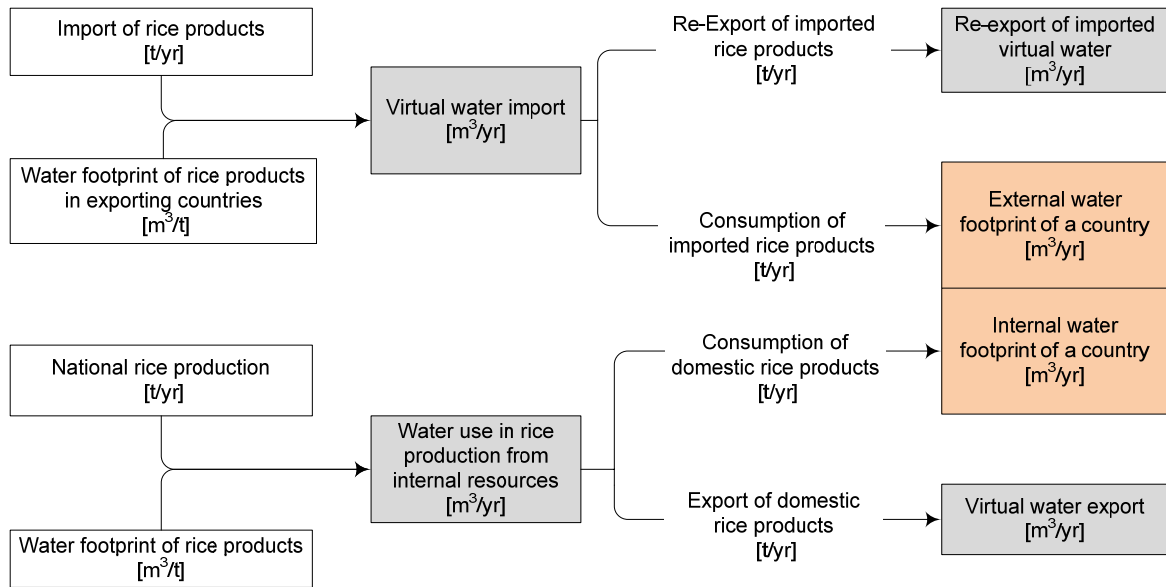 Import of rice products
[t/yr]
Water footprint of rice products
in exporting countries
[m³/t]
Virtual water import
[m³/yr]
Re-Export of imported
rice products
[t/yr]
Re-export of imported
virtual water
[m³/yr]
Consumption of
imported rice products
[t/yr]
External water
footprint of a country
[m³/yr]
National rice production
[t/yr]
Water footprint of rice products
[m³/t]
Water use in rice
production from
internal resources
[m³/yr]
Consumption of
domestic rice products
[t/yr]
Internal water
footprint of a country
[m³/yr]
Export of domestic
rice products
[t/yr]
Virtual water export
[m³/yr]